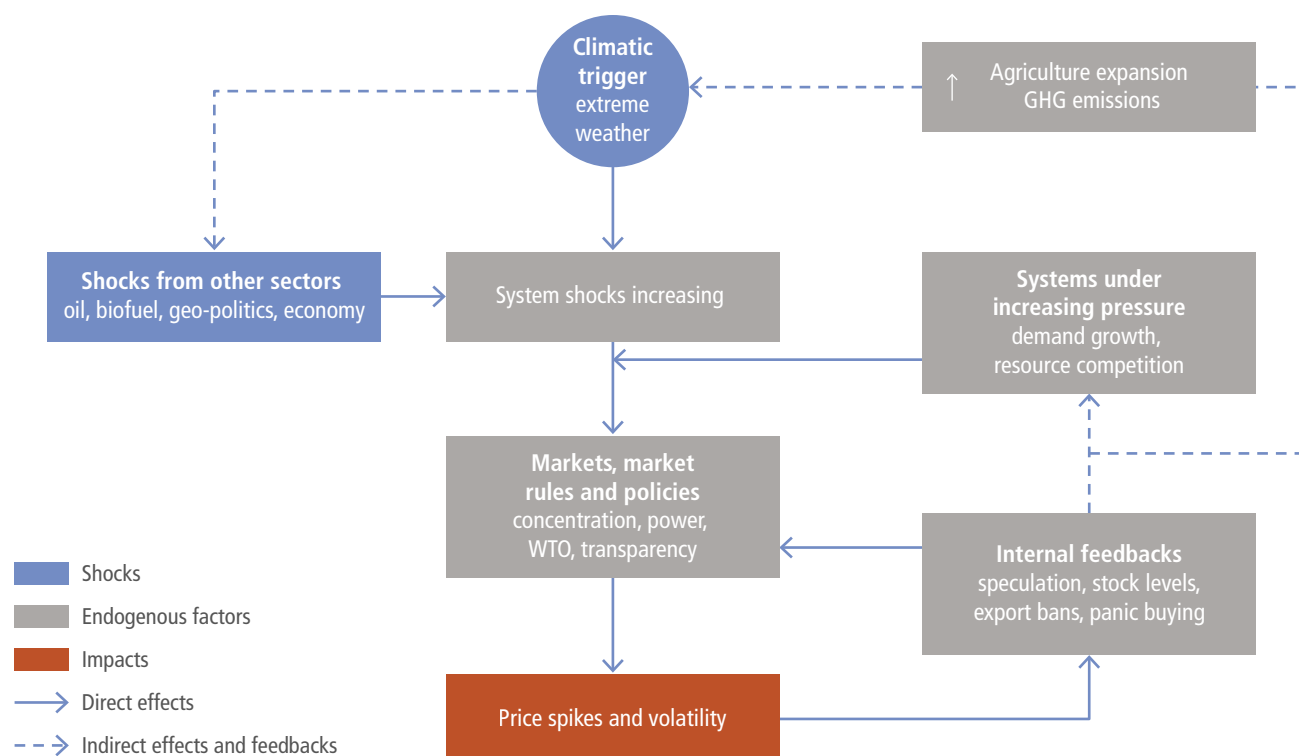 Climatic
trigger
extreme
weather
↑ Agriculture expansion
GHG emissions
Shocks from other sectors
oil, biofuel, geo-politics, economy
System shocks increasing
Systems under
increasing pressure
demand growth,
resource competition
Markets, market
rules and policies
concentration, power,
WTO, transparency
Internal feedbacks
speculation, stock levels,
export bans, panic buying
Price spikes and volatility
Shocks
Endogenous factors
Impacts
Direct effects
Indirect effects and feedbacks